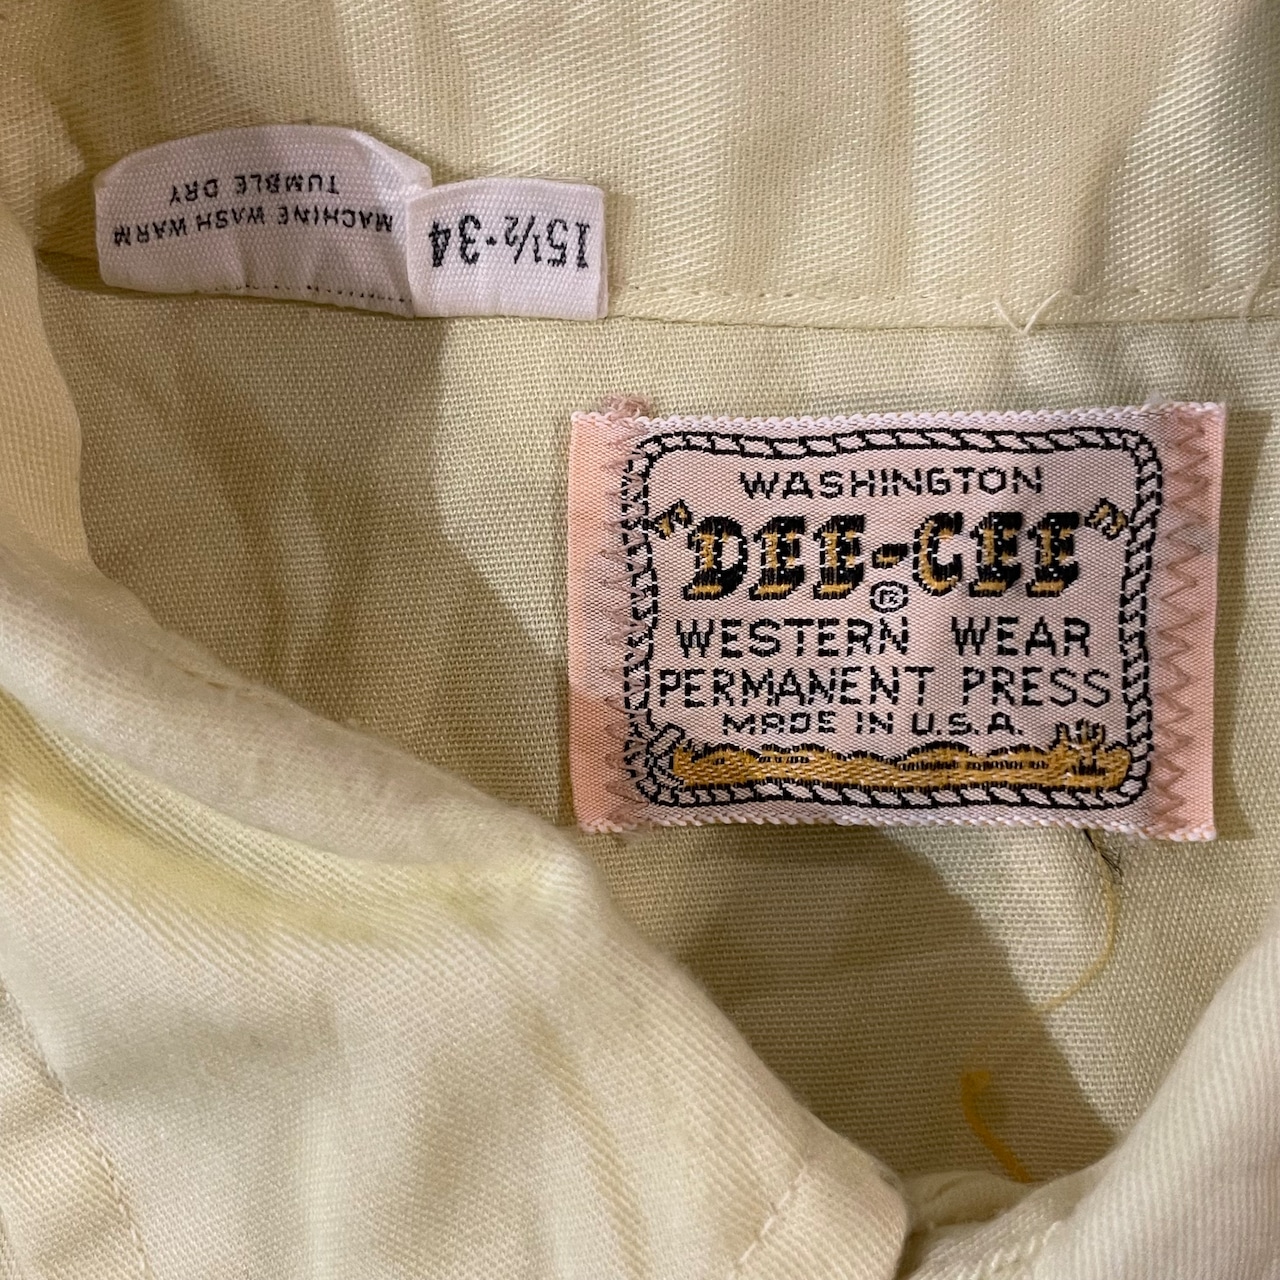 MACHINE WASH WARM
TUMBLE DRY
15½-34
WASHINGTON
"DEE-CEE"
®
WESTERN WEAR
PERMANENT PRESS
MADE IN U.S.A.